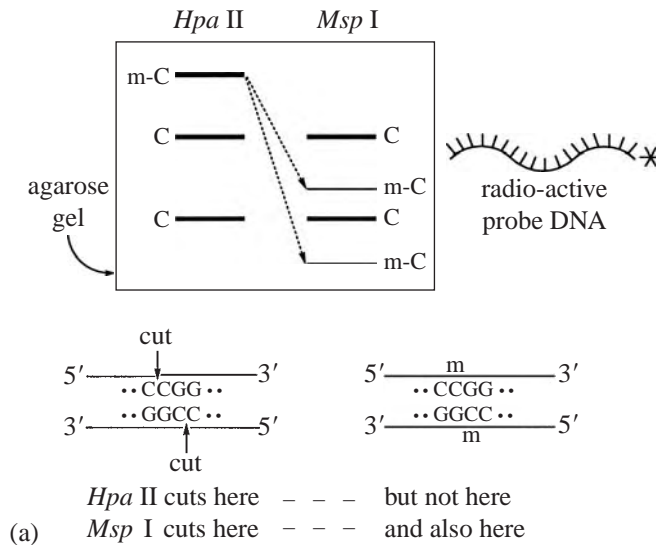 Hpa II Msp I
m-C
C C
m-C
C C
m-C
agarose
gel
radio-active
probe DNA
cut
5′ 3′
··CCGG··
··GGCC··
3′ 5′
cut
m
5′ 3′
··CCGG··
··GGCC··
3′ 5′
m
Hpa II cuts here – – – but not here
(a) Msp I cuts here – – – and also here